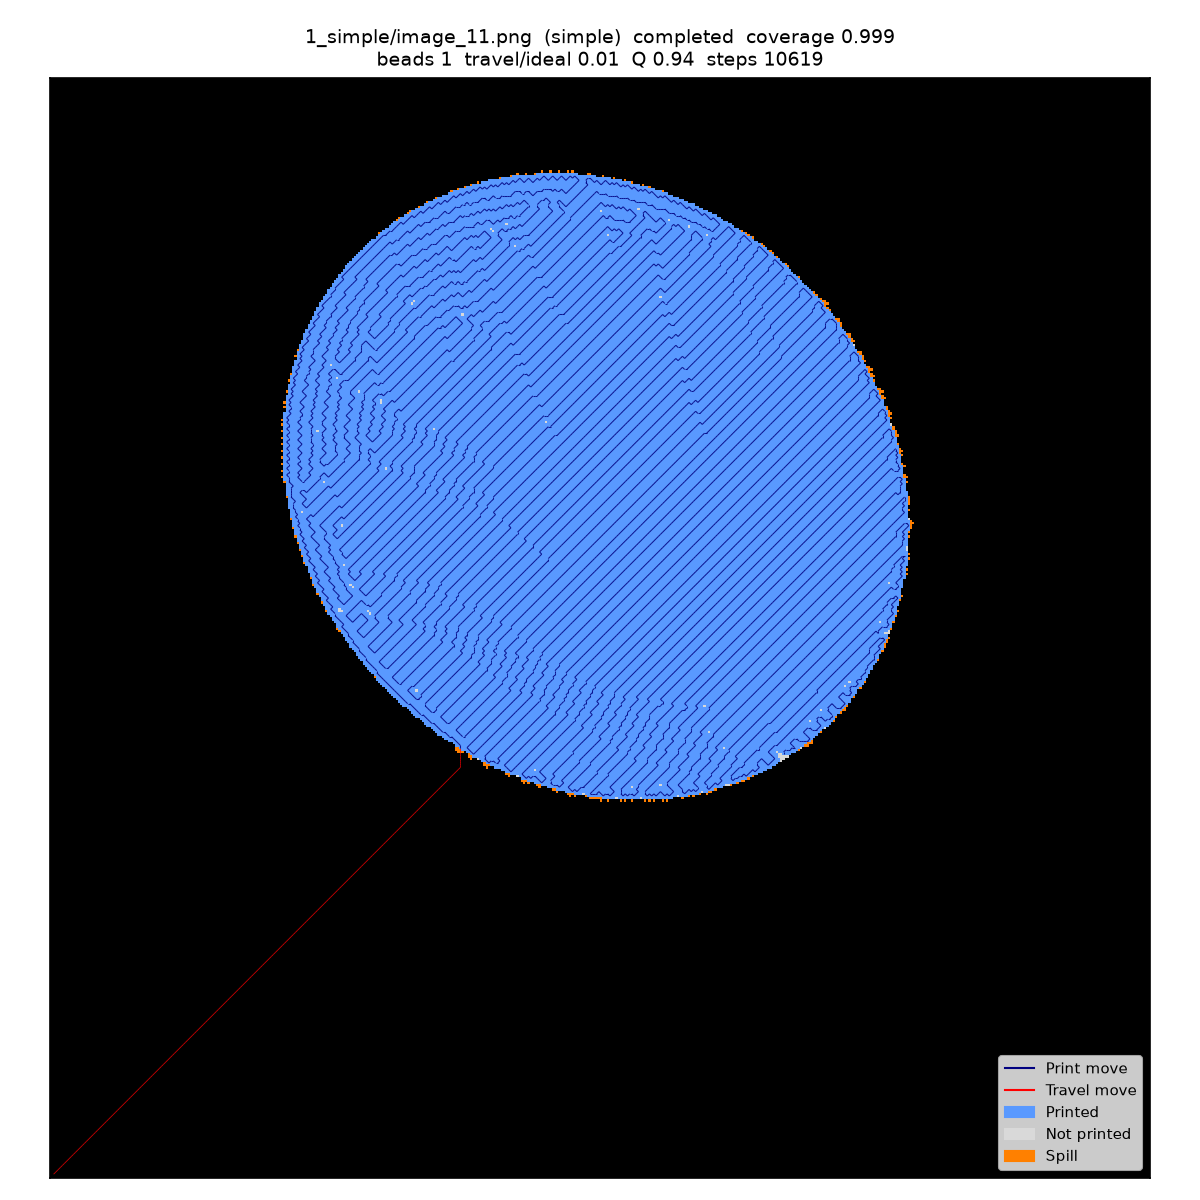 1_simple/image_11.png (simple) completed coverage 0.999
beads 1 travel/ideal 0.01 Q 0.94 steps 10619
Print move
Travel move
Printed
Not printed
Spill